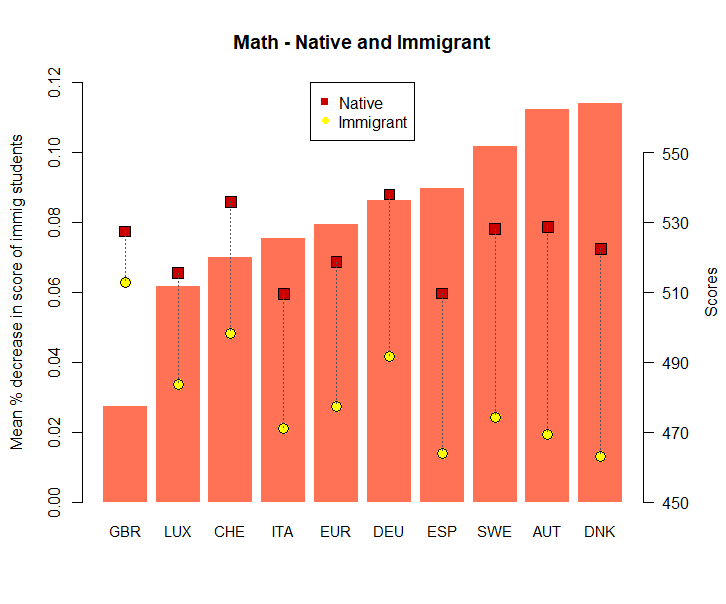 Math - Native and Immigrant
Native
Immigrant
Mean % decrease in score of immig students
0.12
0.10
0.08
0.06
0.04
0.02
0.00
550
530
510
490
470
450
Scores
GBR LUX CHE ITA EUR DEU ESP SWE AUT DNK